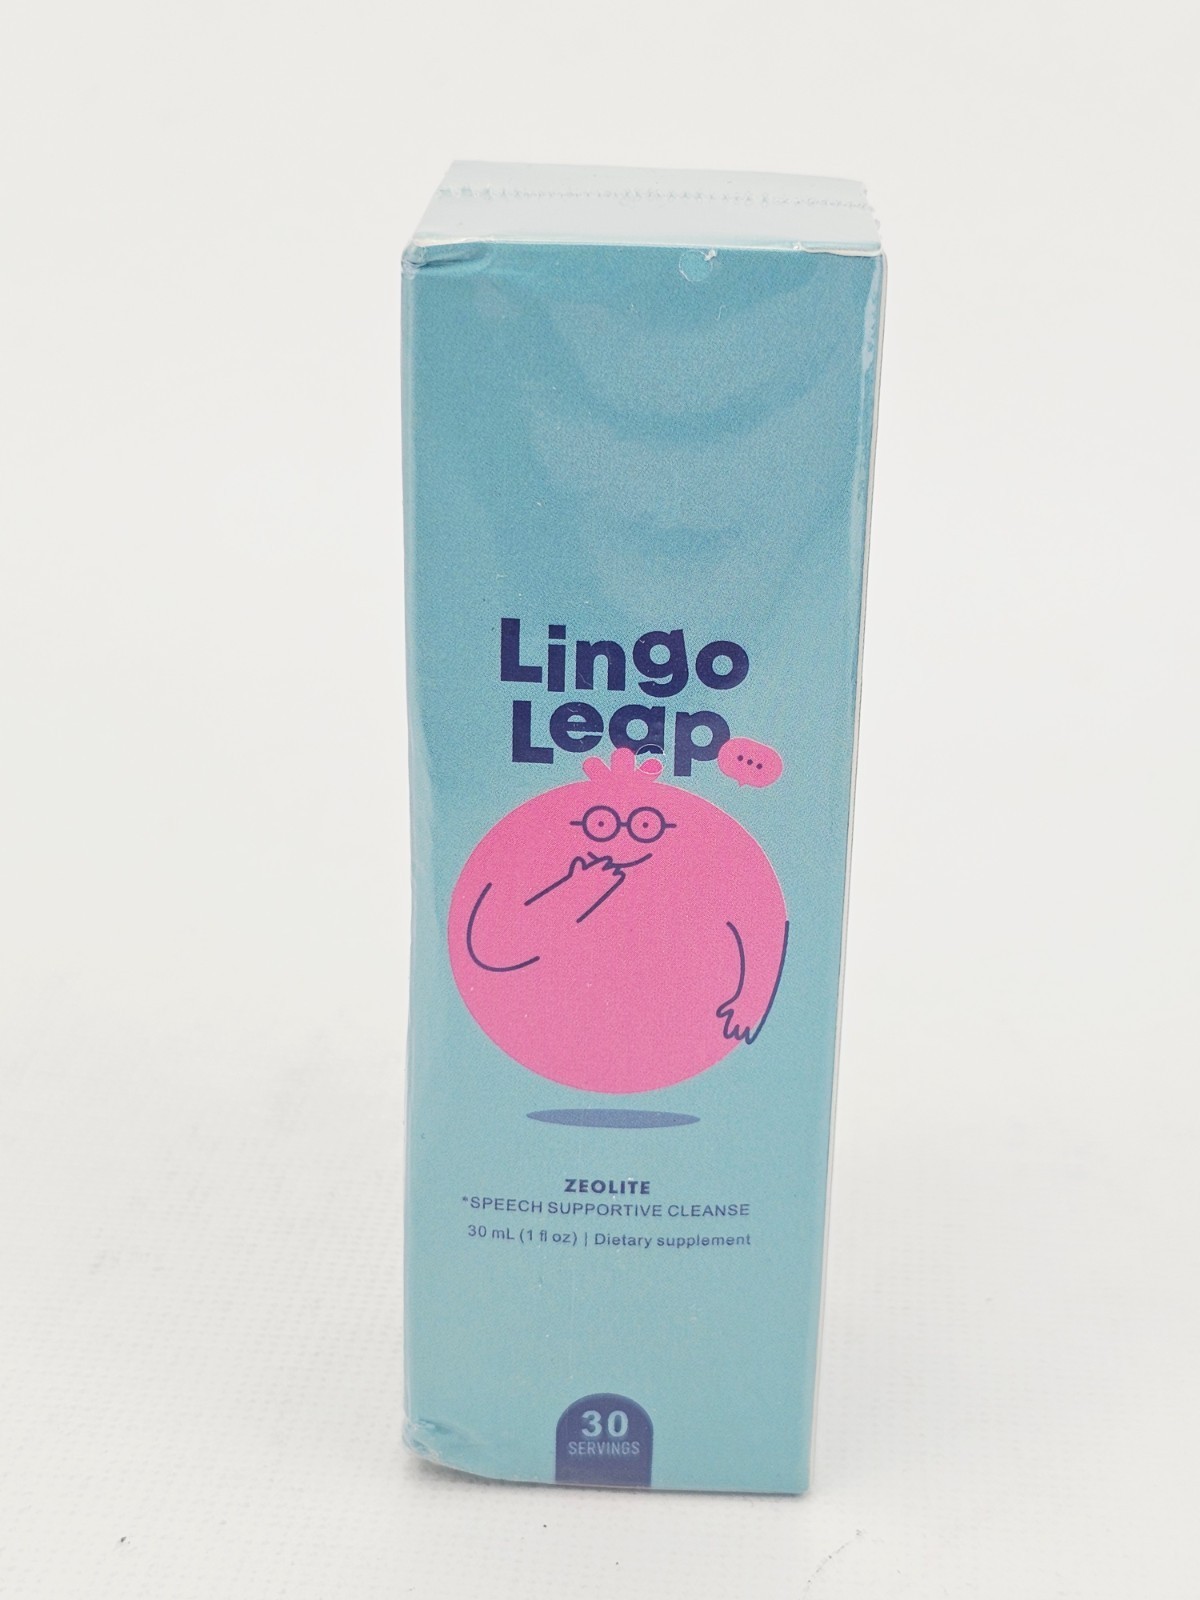 Lingo
Leap
ZEOLITE
*SPEECH SUPPORTIVE CLEANSE
30 mL (1 fl oz) | Dietary supplement
30
SERVINGS